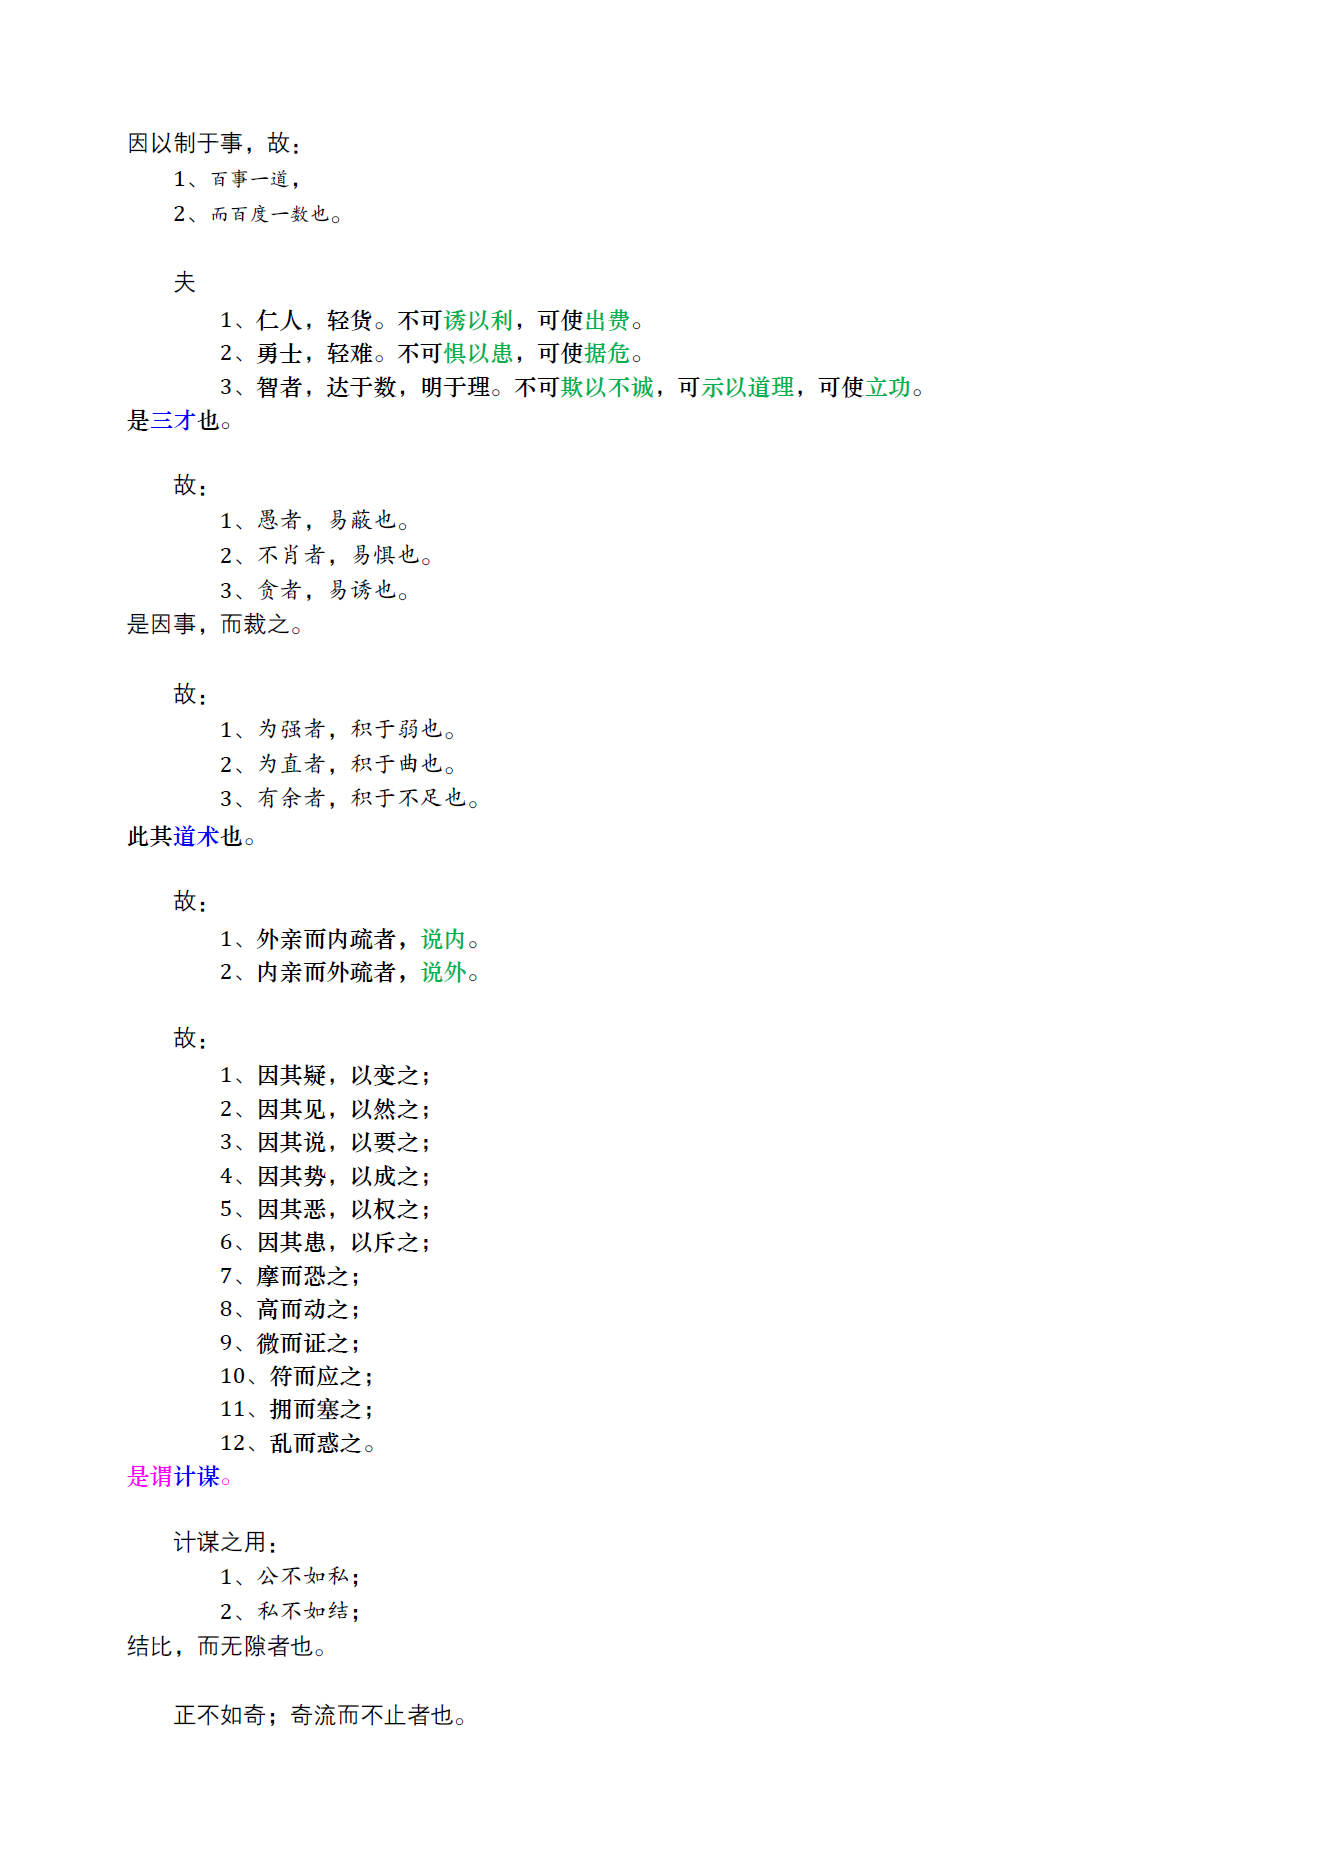 因以制于事，故：
1、百事一道，
2、而百度一数也。
夫
1、仁人，轻货。不可诱以利，可使出费。
2、勇士，轻难。不可惧以患，可使据危。
3、智者，达于数，明于理。不可欺以不诚，可示以道理，可使立功。
是三才也。
故：
1、愚者，易蔽也。
2、不肖者，易惧也。
3、贪者，易诱也。
是因事，而裁之。
故：
1、为强者，积于弱也。
2、为直者，积于曲也。
3、有余者，积于不足也。
此其道术也。
故：
1、外亲而内疏者，说内。
2、内亲而外疏者，说外。
故：
1、因其疑，以变之；
2、因其见，以然之；
3、因其说，以要之；
4、因其势，以成之；
5、因其恶，以权之；
6、因其患，以斥之；
7、摩而恐之；
8、高而动之；
9、微而证之；
10、符而应之；
11、拥而塞之；
12、乱而惑之。
是谓计谋。
计谋之用：
1、公不如私；
2、私不如结；
结比，而无隙者也。
正不如奇；奇流而不止者也。